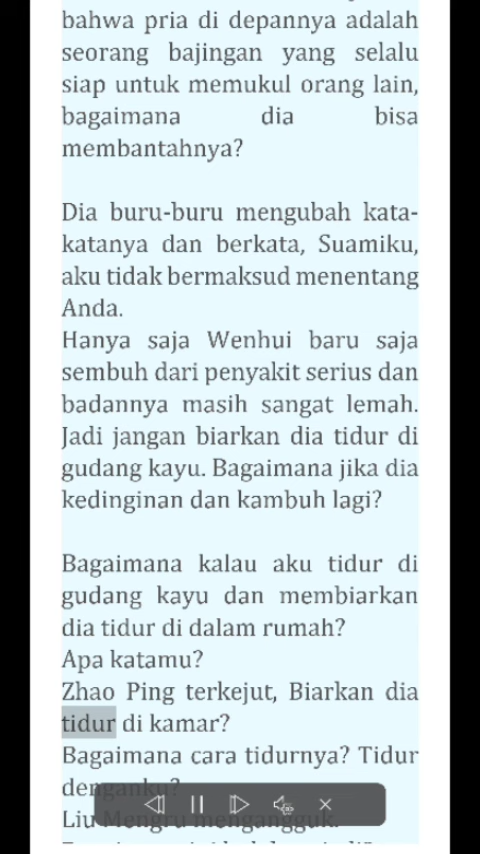 bahwa pria di depannya adalah
seorang bajingan yang selalu
siap untuk memukul orang lain,
bagaimana dia bisa
membantahnya?
Dia buru-buru mengubah kata-
katanya dan berkata, Suamiku,
aku tidak bermaksud menentang
Anda.
Hanya saja Wenhui baru saja
sembuh dari penyakit serius dan
badannya masih sangat lemah.
Jadi jangan biarkan dia tidur di
gudang kayu. Bagaimana jika dia
kedinginan dan kambuh lagi?
Bagaimana kalau aku tidur di
gudang kayu dan membiarkan
dia tidur di dalam rumah?
Apa katamu?
Zhao Ping terkejut, Biarkan dia
tidur di kamar?
Bagaimana cara tidurnya? Tidur
denganku?
Liu Mengru mengangguk.